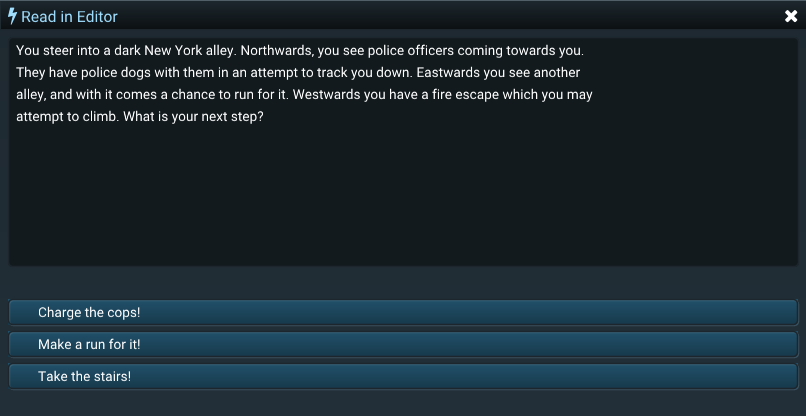 Read in Editor
You steer into a dark New York alley. Northwards, you see police officers coming towards you.
They have police dogs with them in an attempt to track you down. Eastwards you see another
alley, and with it comes a chance to run for it. Westwards you have a fire escape which you may
attempt to climb. What is your next step?
Charge the cops!
Make a run for it!
Take the stairs!